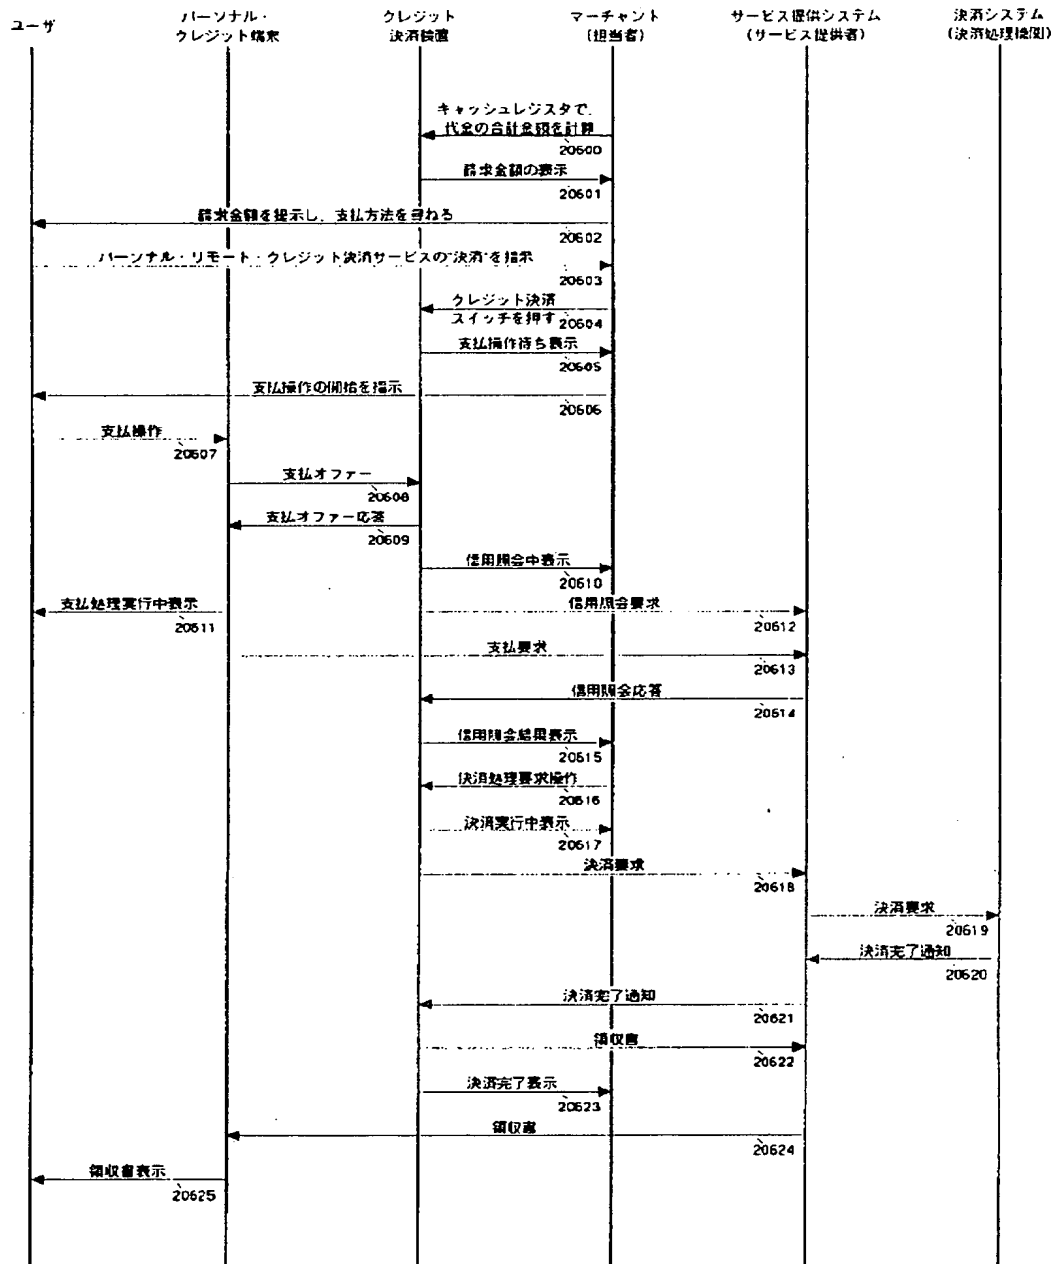 ユーザ
パーソナル・
クレジット端末
クレジット
決済装置
マーチャント
(担当者)
サービス提供システム
(サービス提供者)
決済システム
(決済処理機関)
キャッシュレジスタで、
代金の合計金額を計算
20600
請求金額の表示
20601
請求金額を提示し、支払方法を尋ねる
20602
パーソナル・リモート・クレジット決済サービスの"決済"を指示
20603
クレジット決済
スイッチを押す
20604
支払操作待ち表示
20605
支払操作の開始を指示
20606
支払操作
20607
支払オファー
20608
支払オファー応答
20609
信用照会中表示
20610
支払処理実行中表示
20611
信用照会要求
20612
支払要求
20613
信用照会応答
20614
信用照会結果表示
20615
決済処理要求操作
20616
決済実行中表示
20617
決済要求
20618
決済要求
20619
決済完了通知
20620
決済完了通知
20621
領収書
20622
決済完了表示
20623
領収書
20624
領収書表示
20625